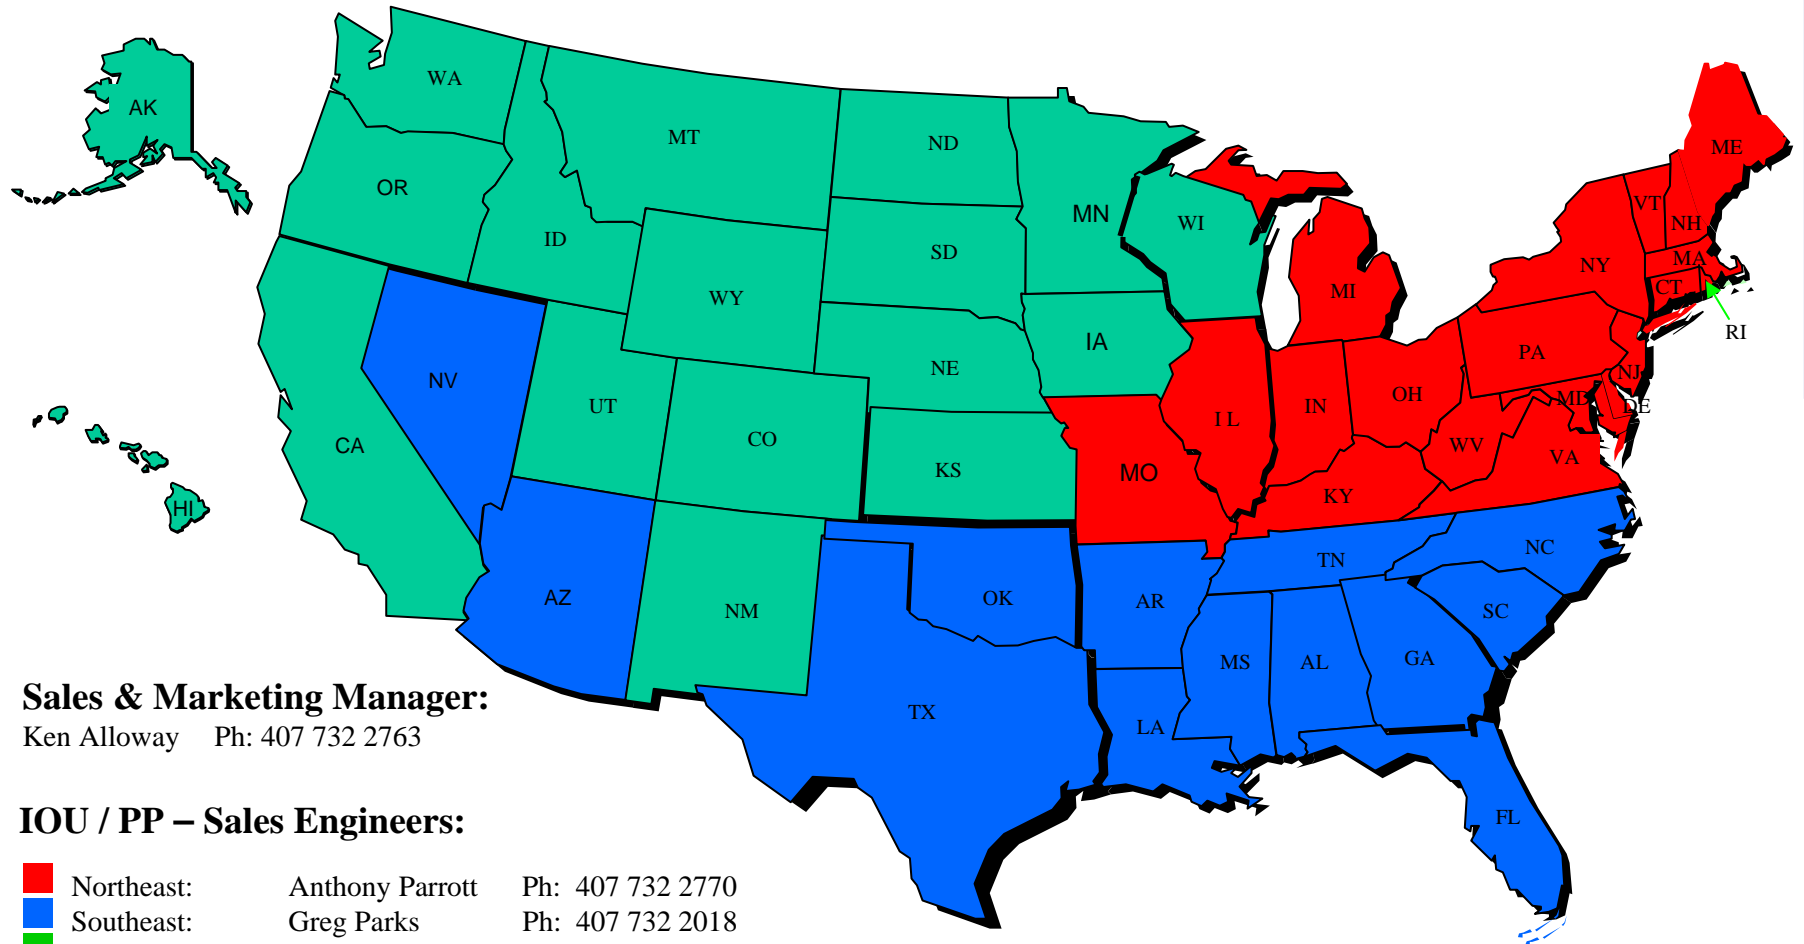 WA
AK
MT
ND
ME
OR
MN
VT
WI
NH
ID
SD
NY
MA
WY
MI
CT
RI
IA
PA
NV
NE
NJ
UT
OH
MD
DE
IN
IL
CO
CA
WV
VA
KS
MO
KY
HI
NC
TN
AZ
OK
AR
NM
SC
MS
AL
GA
TX
LA
FL
Sales & Marketing Manager:
Ken Alloway Ph: 407 732 2763
IOU / PP – Sales Engineers:
Northeast: Anthony Parrott Ph: 407 732 2770
Southeast: Greg Parks Ph: 407 732 2018